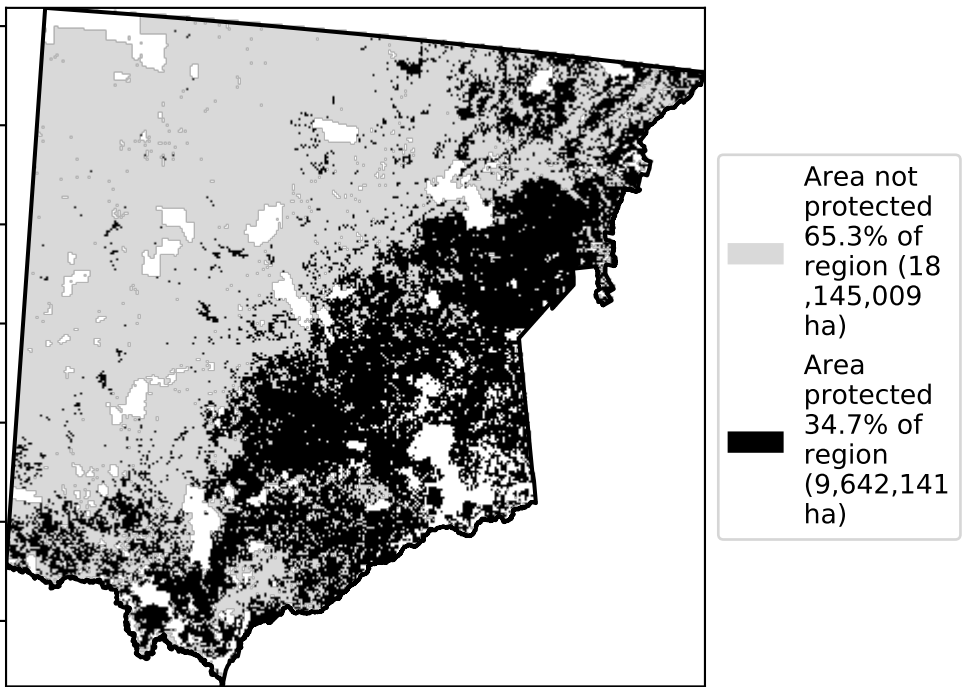 Area not
protected
65.3% of
region (18
,145,009
ha)
Area
protected
34.7% of
region
(9,642,141
ha)